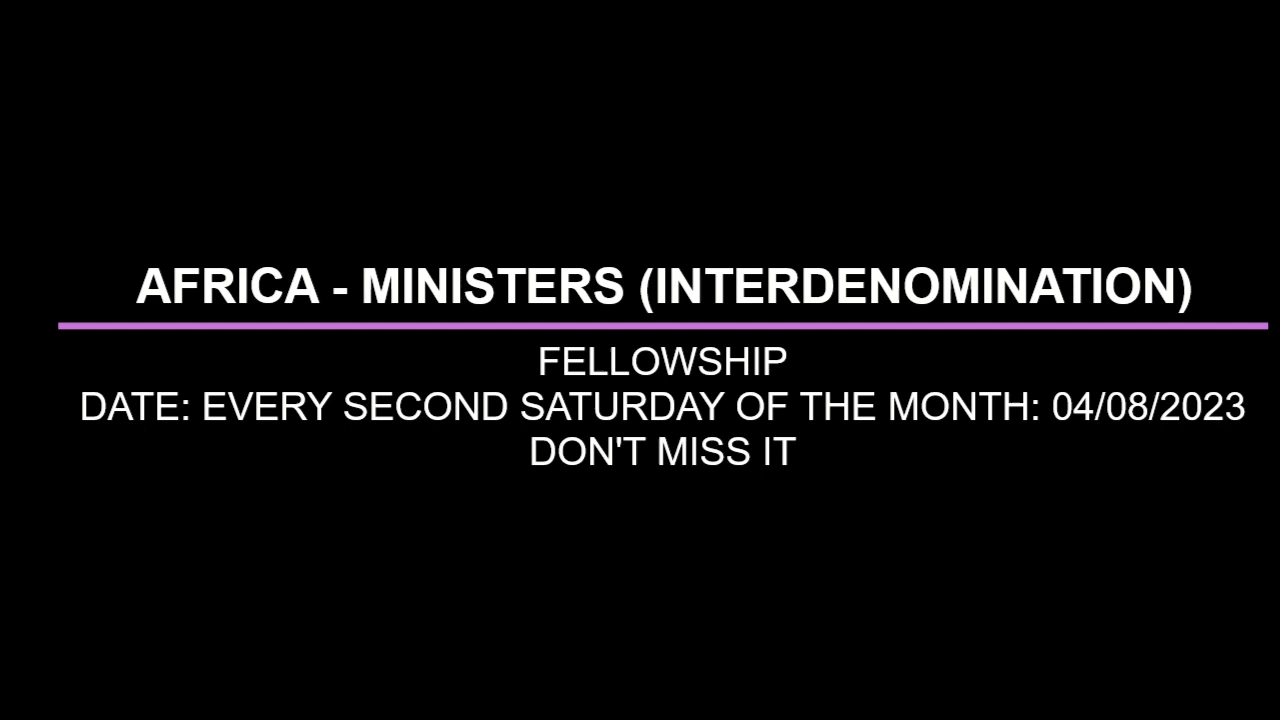 AFRICA - MINISTERS (INTERDENOMINATION)
FELLOWSHIP
DATE: EVERY SECOND SATURDAY OF THE MONTH: 04/08/2023
DON'T MISS IT